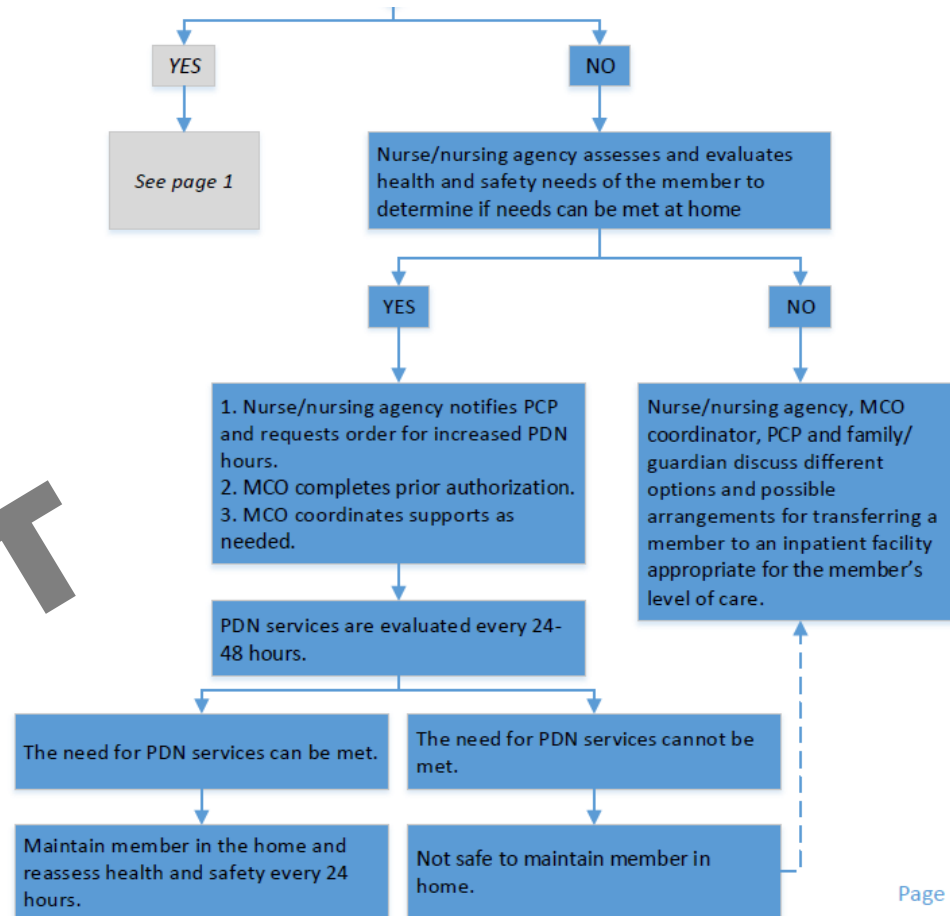 YES
NO
See page 1
Nurse/nursing agency assesses and evaluates
health and safety needs of the member to
determine if needs can be met at home
YES
NO
1. Nurse/nursing agency notifies PCP
and requests order for increased PDN
hours.
2. MCO completes prior authorization.
3. MCO coordinates supports as
needed.
Nurse/nursing agency, MCO
coordinator, PCP and family/
guardian discuss different
options and possible
arrangements for transferring a
member to an inpatient facility
appropriate for the member's
level of care.
PDN services are evaluated every 24-
48 hours.
The need for PDN services can be met.
The need for PDN services cannot be
met.
Maintain member in the home and
reassess health and safety every 24
hours.
Not safe to maintain member in
home.
Page